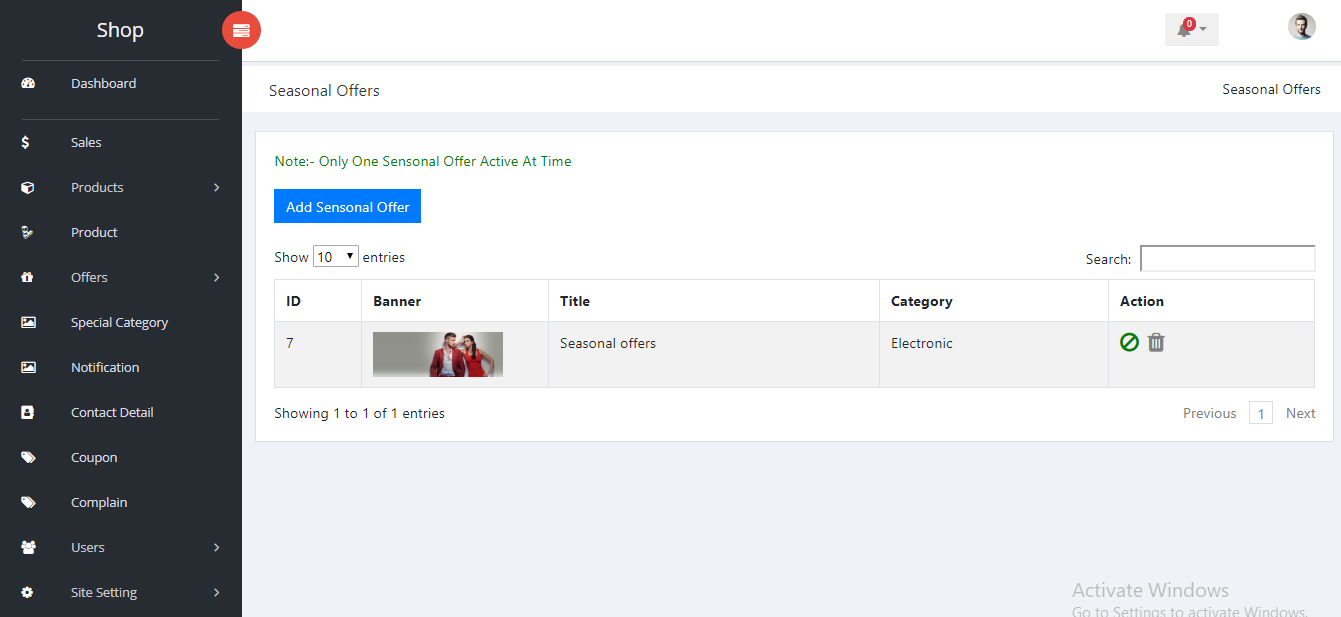 Shop
0
Dashboard
Sales
Products
Product
Offers
Special Category
Notification
Contact Detail
Coupon
Complain
Users
Site Setting
Seasonal Offers
Seasonal Offers
Note:- Only One Sensonal Offer Active At Time
Add Sensonal Offer
Show 10 entries
Search:
ID Banner Title Category Action
7 Seasonal offers Electronic
Showing 1 to 1 of 1 entries
Previous 1 Next
Activate Windows
Go to Settings to activate Windows.